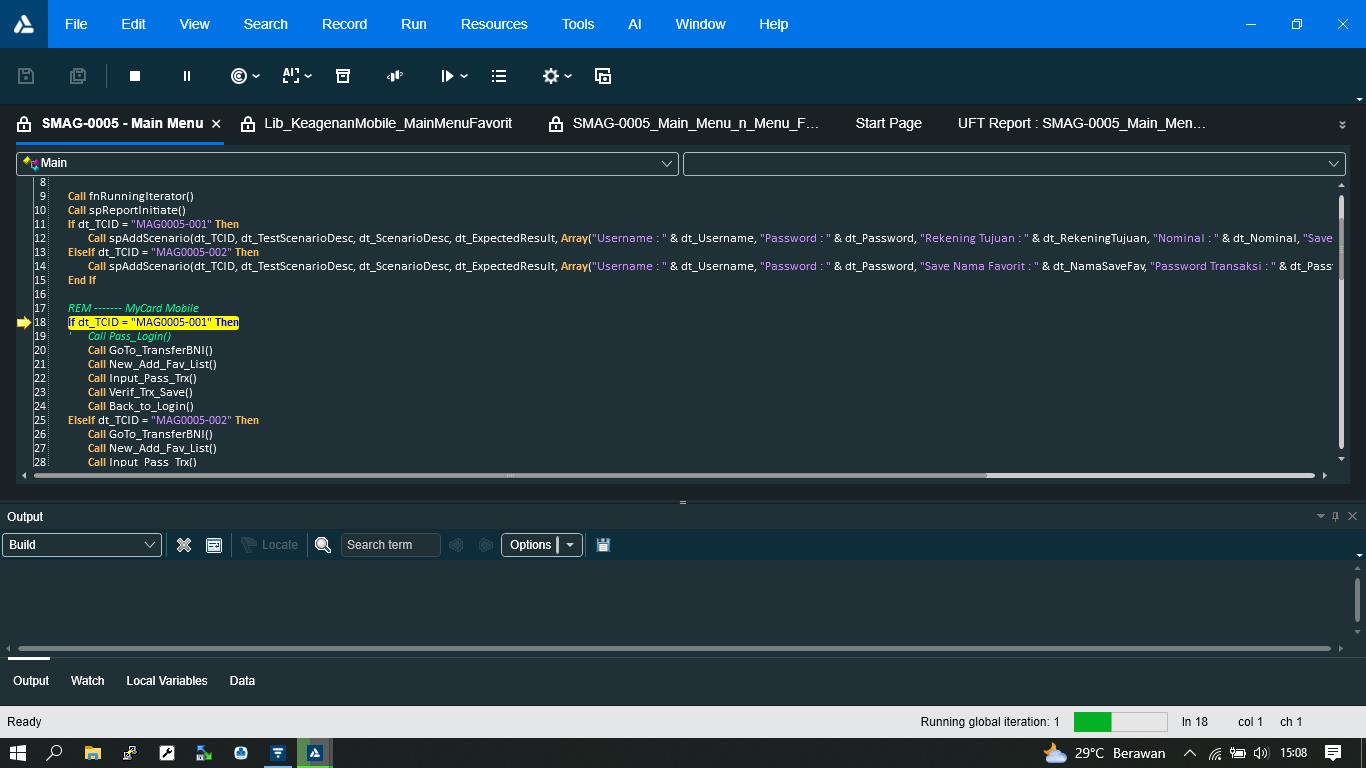 File Edit View Search Record Run Resources Tools AI Window Help
SMAG-0005 - Main Menu Lib_KeagenanMobile_MainMenuFavorit SMAG-0005_Main_Menu_n_Menu_F... Start Page UFT Report : SMAG-0005_Main_Men...
Main
8
9 Call fnRunningIterator()
10 Call spReportInitiate()
11 If dt_TCID = "MAG0005-001" Then
12 Call spAddScenario(dt_TCID, dt_TestScenarioDesc, dt_ScenarioDesc, dt_ExpectedResult, Array("Username : " & dt_Username, "Password : " & dt_Password, "Rekening Tujuan : " & dt_RekeningTujuan, "Nominal : " & dt_Nominal, "Save
13 ElseIf dt_TCID = "MAG0005-002" Then
14 Call spAddScenario(dt_TCID, dt_TestScenarioDesc, dt_ScenarioDesc, dt_ExpectedResult, Array("Username : " & dt_Username, "Password : " & dt_Password, "Save Nama Favorit : " & dt_NamaSaveFav, "Password Transaksi : " & dt_Pass
15 End If
16
17 REM ------- MyCard Mobile
18 If dt_TCID = "MAG0005-001" Then
19 ' Call Pass_Login()
20 Call GoTo_TransferBNI()
21 Call New_Add_Fav_List()
22 Call Input_Pass_Trx()
23 Call Verif_Trx_Save()
24 Call Back_to_Login()
25 ElseIf dt_TCID = "MAG0005-002" Then
26 Call GoTo_TransferBNI()
27 Call New_Add_Fav_List()
28 Call Input_Pass_Trx()
Output
Build Locate Search term Options
Output Watch Local Variables Data
Ready Running global iteration: 1 ln 18 col 1 ch 1
29°C Berawan 15:08